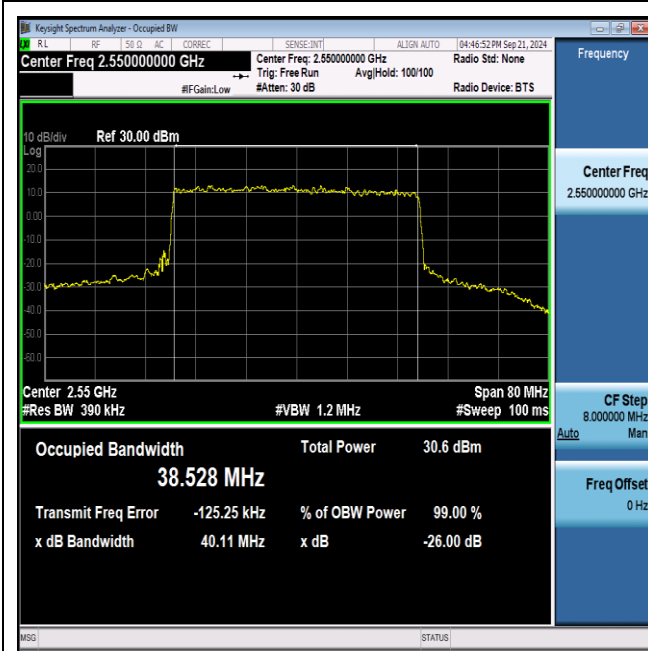 Keysight Spectrum Analyzer - Occupied BW
RL RF 50 Ω AC CORREC SENSE:INT ALIGN AUTO 04:46:52 PM Sep 21, 2024
Center Freq 2.550000000 GHz Center Freq: 2.550000000 GHz Radio Std: None Frequency
Trig: Free Run Avg|Hold: 100/100
#IFGain:Low #Atten: 30 dB Radio Device: BTS
10 dB/div Ref 30.00 dBm
Log
20.0
10.0
0.00
-10.0
-20.0
-30.0
-40.0
-50.0
-60.0
Center Freq
2.550000000 GHz
Center 2.55 GHz Span 80 MHz
#Res BW 390 kHz #VBW 1.2 MHz #Sweep 100 ms
CF Step
8.000000 MHz
Auto Man
Occupied Bandwidth Total Power 30.6 dBm
38.528 MHz
Transmit Freq Error -125.25 kHz % of OBW Power 99.00 %
x dB Bandwidth 40.11 MHz x dB -26.00 dB
Freq Offset
0 Hz
MSG STATUS